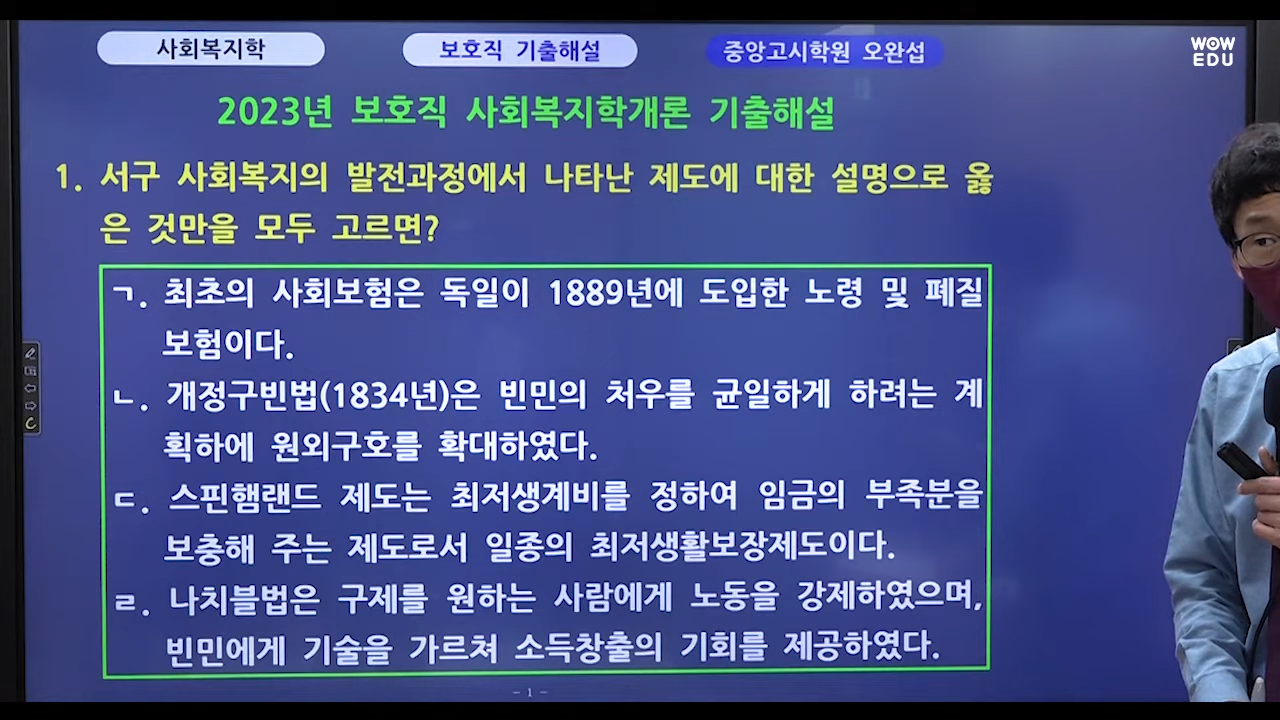 사회복지학
보호직 기출해설
중앙고시학원 오완섭
WOW
EDU
2023년 보호직 사회복지학개론 기출해설
1. 서구 사회복지의 발전과정에서 나타난 제도에 대한 설명으로 옳
은 것만을 모두 고르면?
ㄱ. 최초의 사회보험은 독일이 1889년에 도입한 노령 및 폐질
보험이다.
ㄴ. 개정구빈법(1834년)은 빈민의 처우를 균일하게 하려는 계
획하에 원외구호를 확대하였다.
ㄷ. 스핀햄랜드 제도는 최저생계비를 정하여 임금의 부족분을
보충해 주는 제도로서 일종의 최저생활보장제도이다.
ㄹ. 나치블법은 구제를 원하는 사람에게 노동을 강제하였으며,
빈민에게 기술을 가르쳐 소득창출의 기회를 제공하였다.
- 1 -